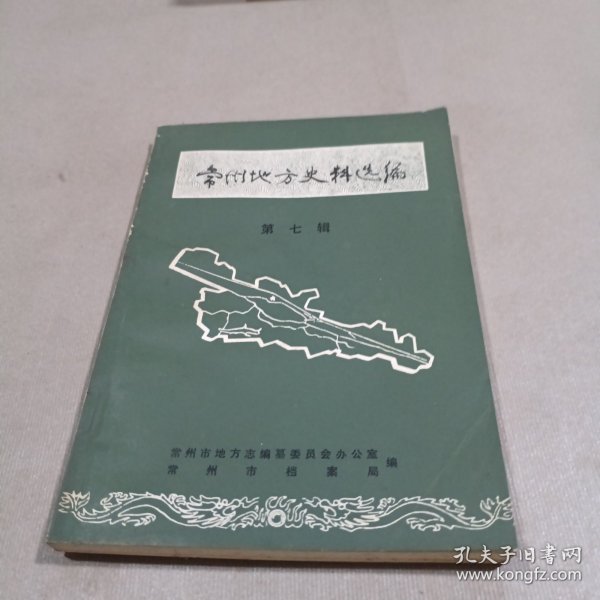 常州地方史料选编
第七辑
常州市地方志编纂委员会办公室
常州市档案局
编
孔夫子旧书网
www.kongfz.com